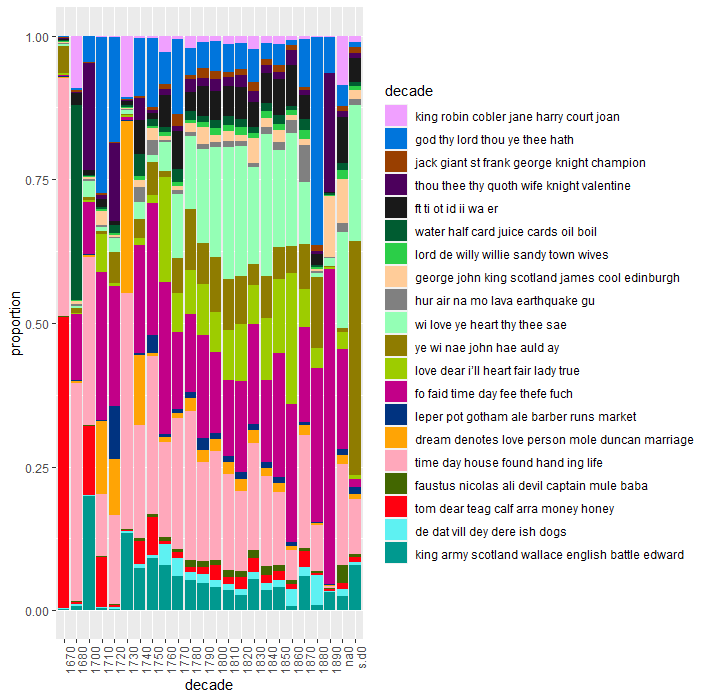 1.00
0.75
0.50
0.25
0.00
proportion
1670
1680
1700
1710
1720
1730
1740
1750
1760
1770
1780
1790
1800
1810
1820
1830
1840
1850
1860
1870
1880
1890
na0
s.d0
decade
decade
king robin cobler jane harry court joan
god thy lord thou ye thee hath
jack giant st frank george knight champion
thou thee thy quoth wife knight valentine
ft ti ot id ii wa er
water half card juice cards oil boil
lord de willy willie sandy town wives
george john king scotland james cool edinburgh
hur air na mo lava earthquake gu
wi love ye heart thy thee sae
ye wi nae john hae auld ay
love dear i'll heart fair lady true
fo faid time day fee thefe fuch
leper pot gotham ale barber runs market
dream denotes love person mole duncan marriage
time day house found hand ing life
faustus nicolas ali devil captain mule baba
tom dear teag calf arra money honey
de dat vill dey dere ish dogs
king army scotland wallace english battle edward